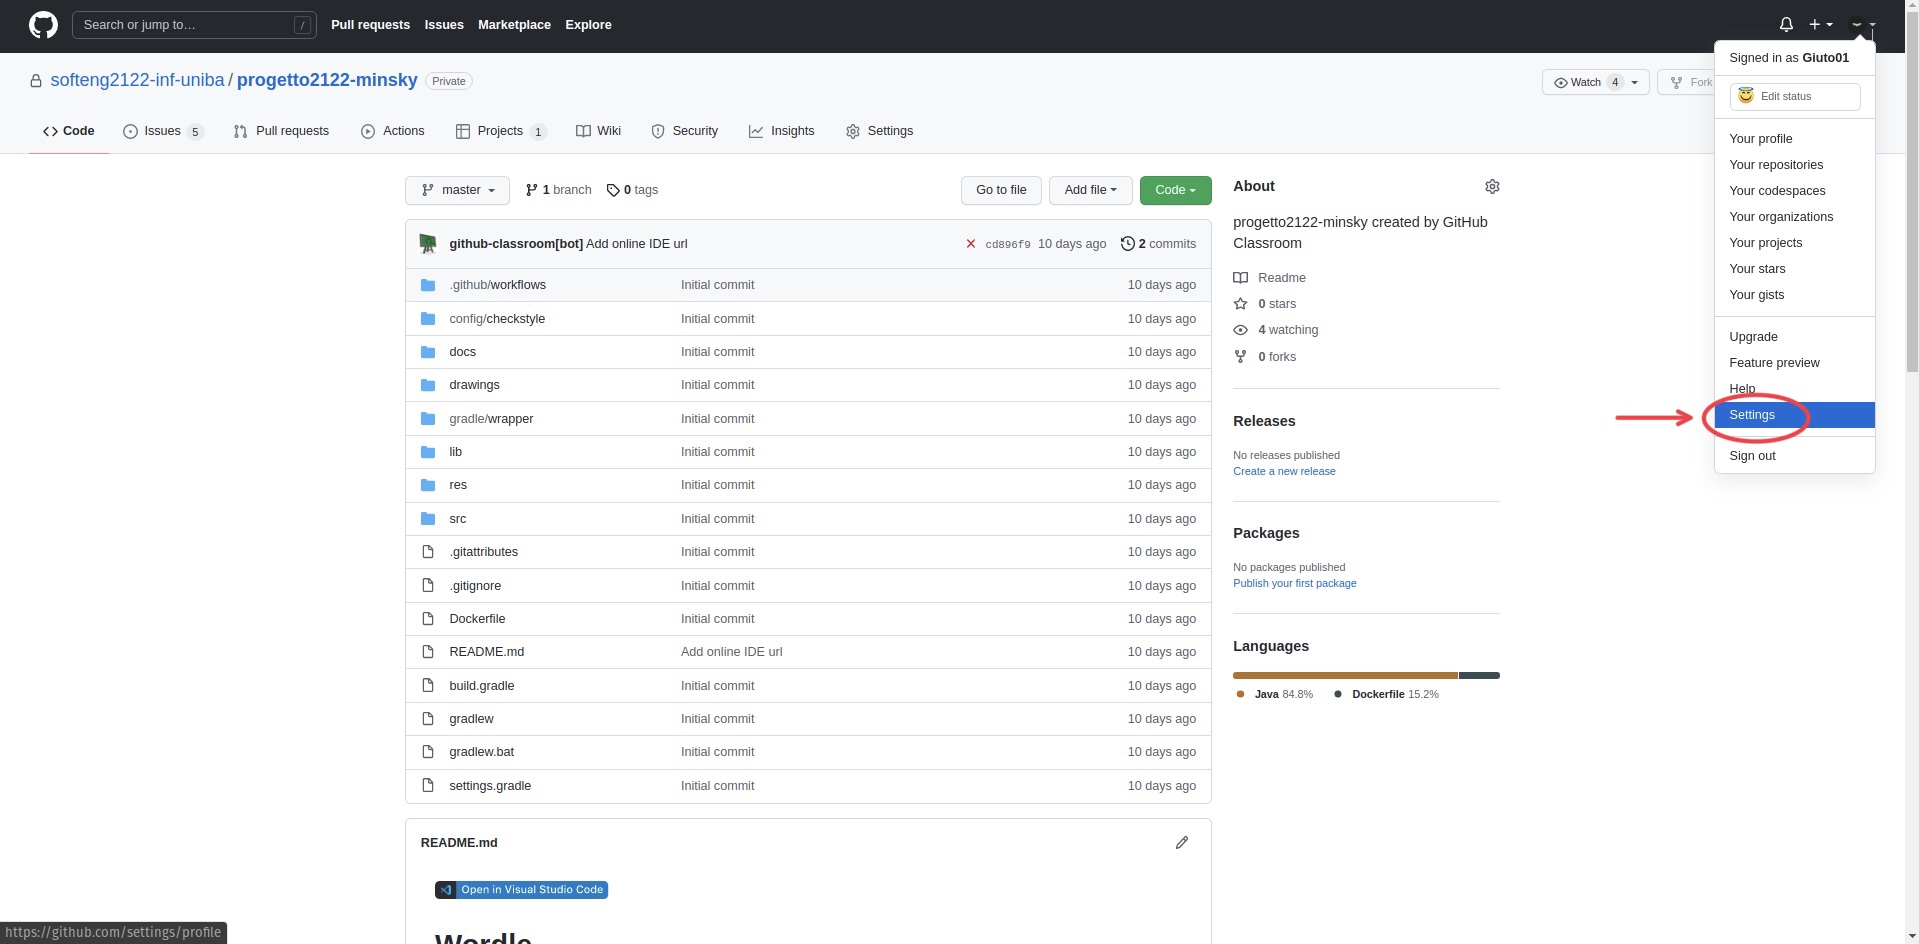 Search or jump to… /
Pull requests Issues Marketplace Explore
Signed in as Giuto01
softeng2122-inf-uniba / progetto2122-minsky Private
Watch 4 Fork
Edit status
Code Issues 5 Pull requests Actions Projects 1 Wiki Security Insights Settings
Your profile
Your repositories
Your codespaces
Your organizations
Your projects
Your stars
Your gists
Upgrade
Feature preview
Help
Settings
Sign out
master 1 branch 0 tags Go to file Add file Code
github-classroom[bot] Add online IDE url cd896f9 10 days ago 2 commits
.github/workflows Initial commit 10 days ago
config/checkstyle Initial commit 10 days ago
docs Initial commit 10 days ago
drawings Initial commit 10 days ago
gradle/wrapper Initial commit 10 days ago
lib Initial commit 10 days ago
res Initial commit 10 days ago
src Initial commit 10 days ago
.gitattributes Initial commit 10 days ago
.gitignore Initial commit 10 days ago
Dockerfile Initial commit 10 days ago
README.md Add online IDE url 10 days ago
build.gradle Initial commit 10 days ago
gradlew Initial commit 10 days ago
gradlew.bat Initial commit 10 days ago
settings.gradle Initial commit 10 days ago
About
progetto2122-minsky created by GitHub
Classroom
Readme
0 stars
4 watching
0 forks
Releases
No releases published
Create a new release
Packages
No packages published
Publish your first package
Languages
Java 84.8% Dockerfile 15.2%
README.md
Open in Visual Studio Code
Wordle
https://github.com/settings/profile